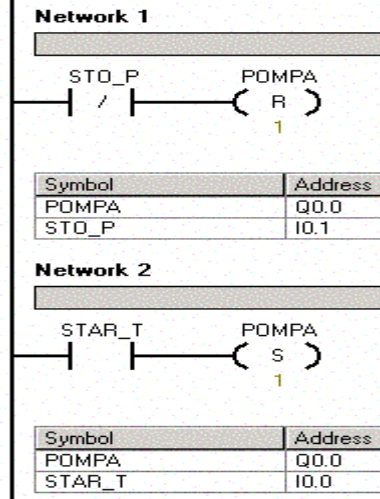 Network 1
STO_P POMPA
/ R
1
Symbol Address
POMPA Q0.0
STO_P I0.1
Network 2
STAR_T POMPA
S
1
Symbol Address
POMPA Q0.0
STAR_T I0.0